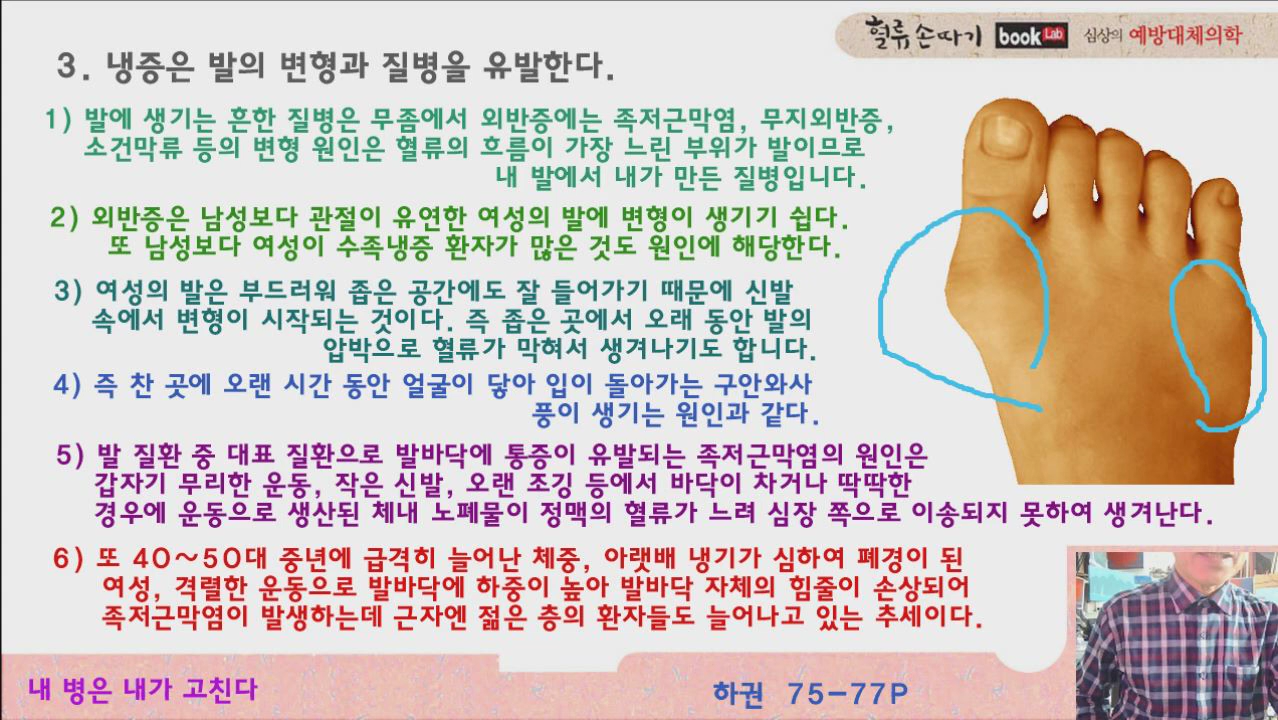 혈류 손따기 book Lab 심상의 예방대체의학
3. 냉증은 발의 변형과 질병을 유발한다.
1) 발에 생기는 흔한 질병은 무좀에서 외반증에는 족저근막염, 무지외반증,
소건막류 등의 변형 원인은 혈류의 흐름이 가장 느린 부위가 발이므로
내 발에서 내가 만든 질병입니다.
2) 외반증은 남성보다 관절이 유연한 여성의 발에 변형이 생기기 쉽다.
또 남성보다 여성이 수족냉증 환자가 많은 것도 원인에 해당한다.
3) 여성의 발은 부드러워 좁은 공간에도 잘 들어가기 때문에 신발
속에서 변형이 시작되는 것이다. 즉 좁은 곳에서 오래 동안 발의
압박으로 혈류가 막혀서 생겨나기도 합니다.
4) 즉 찬 곳에 오랜 시간 동안 얼굴이 닿아 입이 돌아가는 구안와사
풍이 생기는 원인과 같다.
5) 발 질환 중 대표 질환으로 발바닥에 통증이 유발되는 족저근막염의 원인은
갑자기 무리한 운동, 작은 신발, 오랜 조깅 등에서 바닥이 차거나 딱딱한
경우에 운동으로 생산된 체내 노폐물이 정맥의 혈류가 느려 심장 쪽으로 이송되지 못하여 생겨난다.
6) 또 40~50대 중년에 급격히 늘어난 체중, 아랫배 냉기가 심하여 폐경이 된
여성, 격렬한 운동으로 발바닥에 하중이 높아 발바닥 자체의 힘줄이 손상되어
족저근막염이 발생하는데 근자엔 젊은 층의 환자들도 늘어나고 있는 추세이다.
내 병은 내가 고친다
하권 75-77P